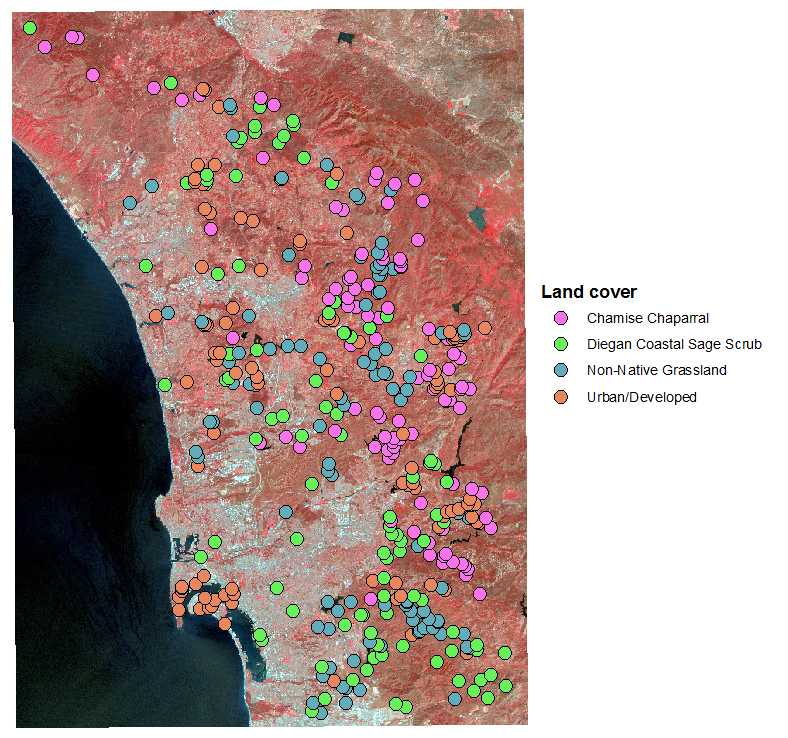 Land cover
Chamise Chaparral
Diegan Coastal Sage Scrub
Non-Native Grassland
Urban/Developed